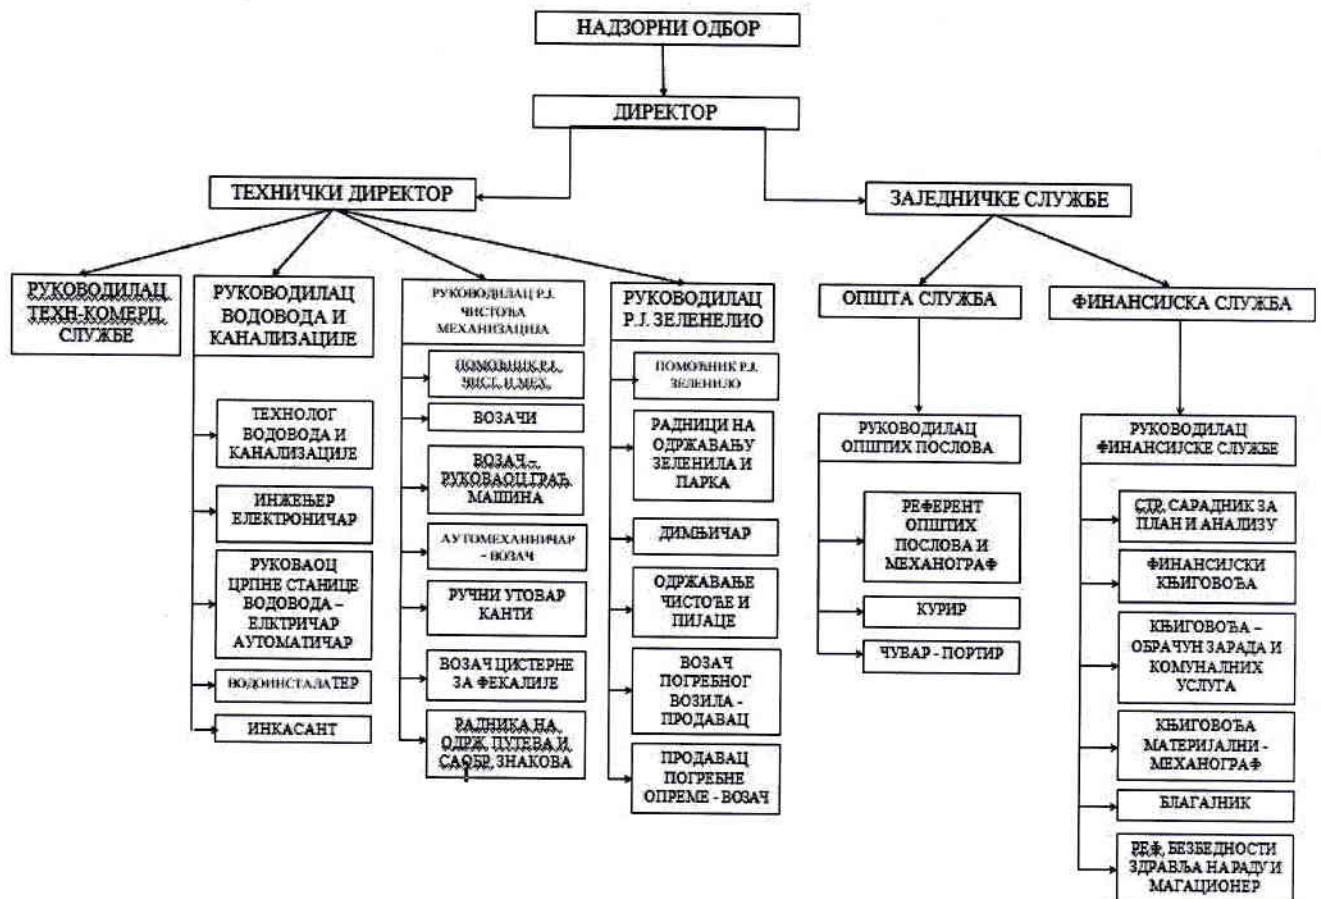 НАДЗОРНИ ОДБОР
ДИРЕКТОР
ТЕХНИЧКИ ДИРЕКТОР
ЗАЈЕДНИЧКЕ СЛУЖБЕ
РУКОВОДИЛАЦ
ТЕХН-КОМЕРЦ.
СЛУЖБЕ
РУКОВОДИЛАЦ
ВОДОВОДА И
КАНАЛИЗАЦИЈЕ
ТЕХНОЛОГ
ВОДОВОДА И
КАНАЛИЗАЦИЈЕ
ИНЖЕЊЕР
ЕЛЕКТРОНИЧАР
РУКОВАОЦ
ЦРПНЕ СТАНИЦЕ
ВОДОВОДА –
ЕЛКТРИЧАР
АУТОМАТИЧАР
ВОДОИНСТАЛАТЕР
ИНКАСАНТ
РУКОВОДИЛАЦ Р.Ј.
ЧИСТОЋА
МЕХАНИЗАЦИЈА
ПОМОЋНИК Р.Ј.
ЧИСТ. И МЕХ.
ВОЗАЧИ
ВОЗАЧ –
РУКОВАОЦ ГРАЂ.
МАШИНА
АУТОМЕХАННИЧАР
- ВОЗАЧ
РУЧНИ УТОВАР
КАНТИ
ВОЗАЧ ЦИСТЕРНЕ
ЗА ФЕКАЛИЈЕ
РАДНИКА НА
ОДРЖ. ПУТЕВА И
САОБР. ЗНАКОВА
РУКОВОДИЛАЦ
Р.Ј. ЗЕЛЕНЕЛИО
ПОМОЋНИК Р.Ј.
ЗЕЛЕНИЛО
РАДНИЦИ НА
ОДРЖАВАЊУ
ЗЕЛЕНИЛА И
ПАРКА
ДИМЊИЧАР
ОДРЖАВАЊЕ
ЧИСТОЋЕ И
ПИЈАЦЕ
ВОЗАЧ
ПОГРЕБНОГ
ВОЗИЛА -
ПРОДАВАЦ
ПРОДАВАЦ
ПОГРЕБНЕ
ОПРЕМЕ - ВОЗАЧ
ОПШТА СЛУЖБА
РУКОВОДИЛАЦ
ОПШТИХ ПОСЛОВА
РЕФЕРЕНТ
ОПШТИХ
ПОСЛОВА И
МЕХАНОГРАФ
КУРИР
ЧУВАР - ПОРТИР
ФИНАНСИЈСКА СЛУЖБА
РУКОВОДИЛАЦ
ФИНАНСИЈСКЕ СЛУЖБЕ
СТР. САРАДНИК ЗА
ПЛАН И АНАЛИЗУ
ФИНАНСИЈСКИ
КЊИГОВОЂА
КЊИГОВОЂА –
ОБРАЧУН ЗАРАДА И
КОМУНАЛНИХ
УСЛУГА
КЊИГОВОЂА
МАТЕРИЈАЛНИ -
МЕХАНОГРАФ
БЛАГАЈНИК
РЕФ. БЕЗБЕДНОСТИ
ЗДРАВЉА НА РАДУ И
МАГАЦИОНЕР